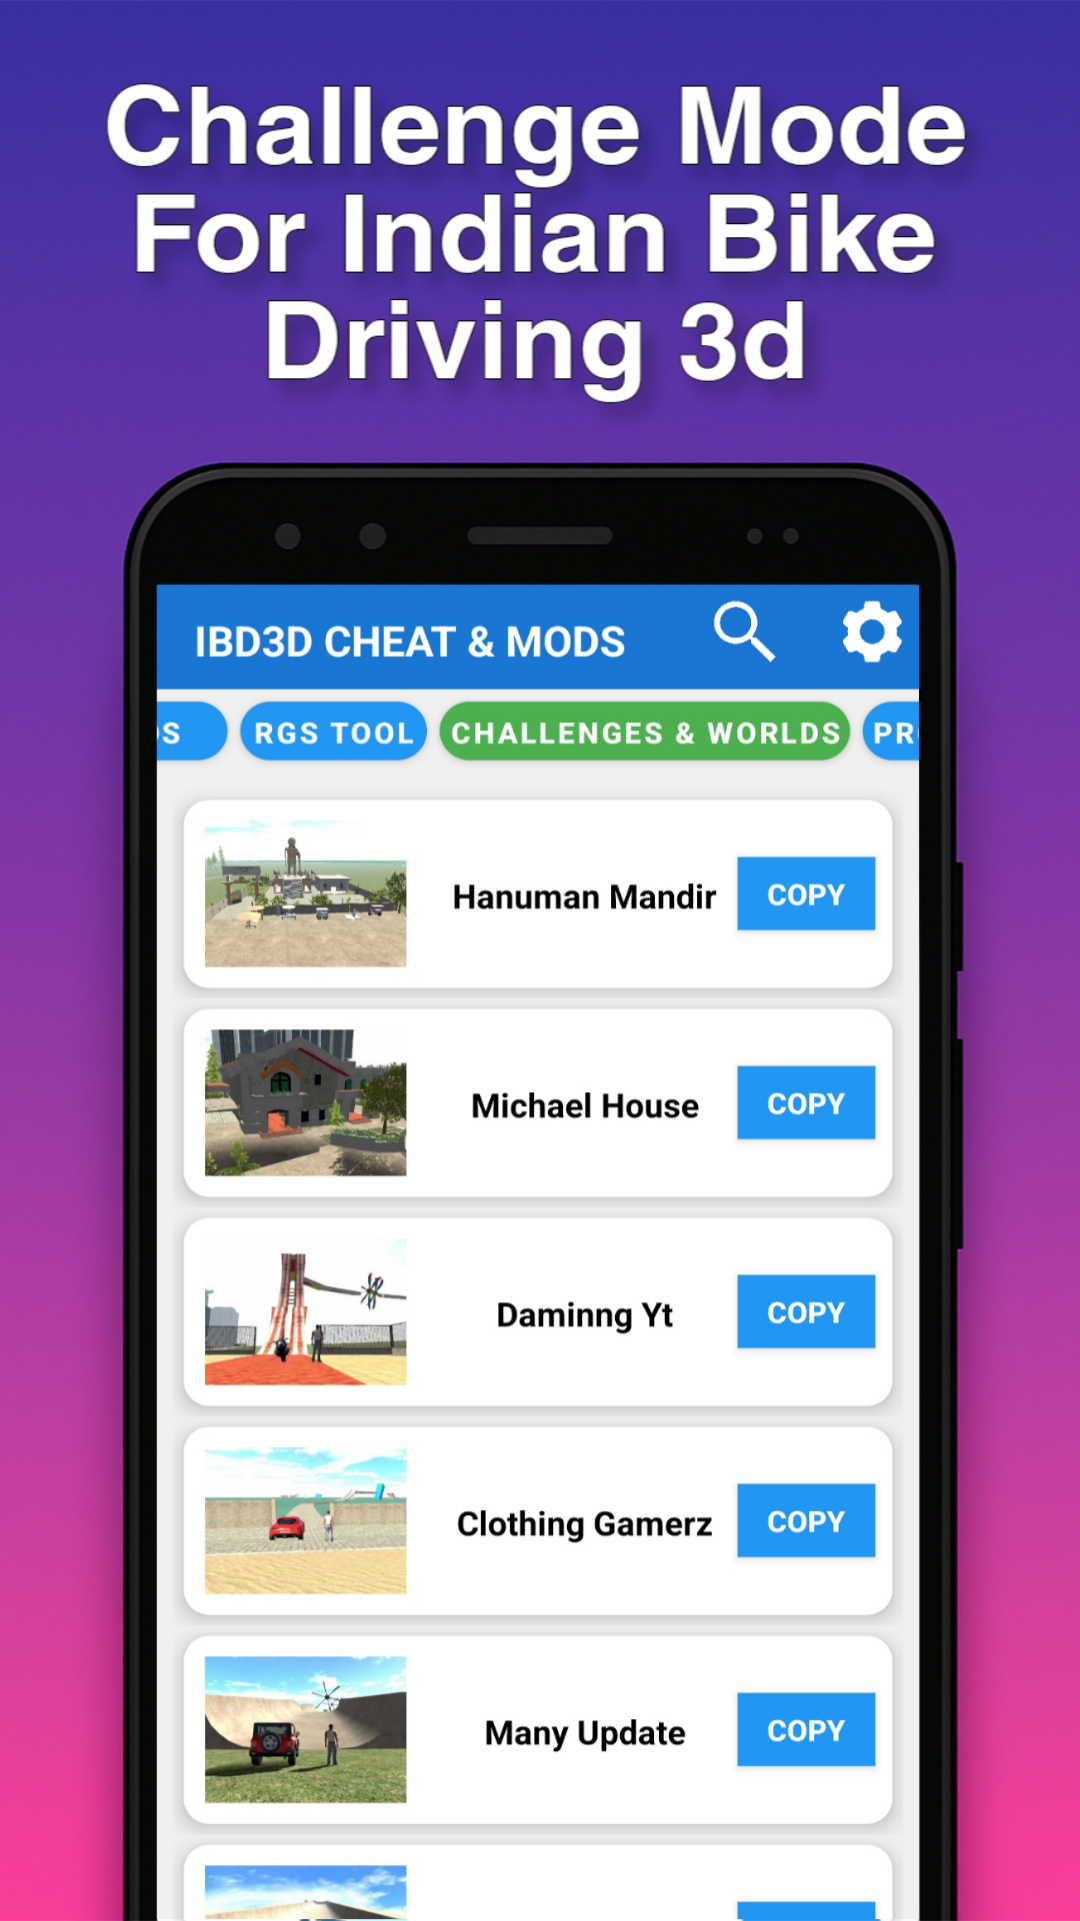 Challenge Mode
For Indian Bike
Driving 3d
IBD3D CHEAT & MODS
RGS TOOL
CHALLENGES & WORLDS
Hanuman Mandir
COPY
Michael House
COPY
Daminng Yt
COPY
Clothing Gamerz
COPY
Many Update
COPY